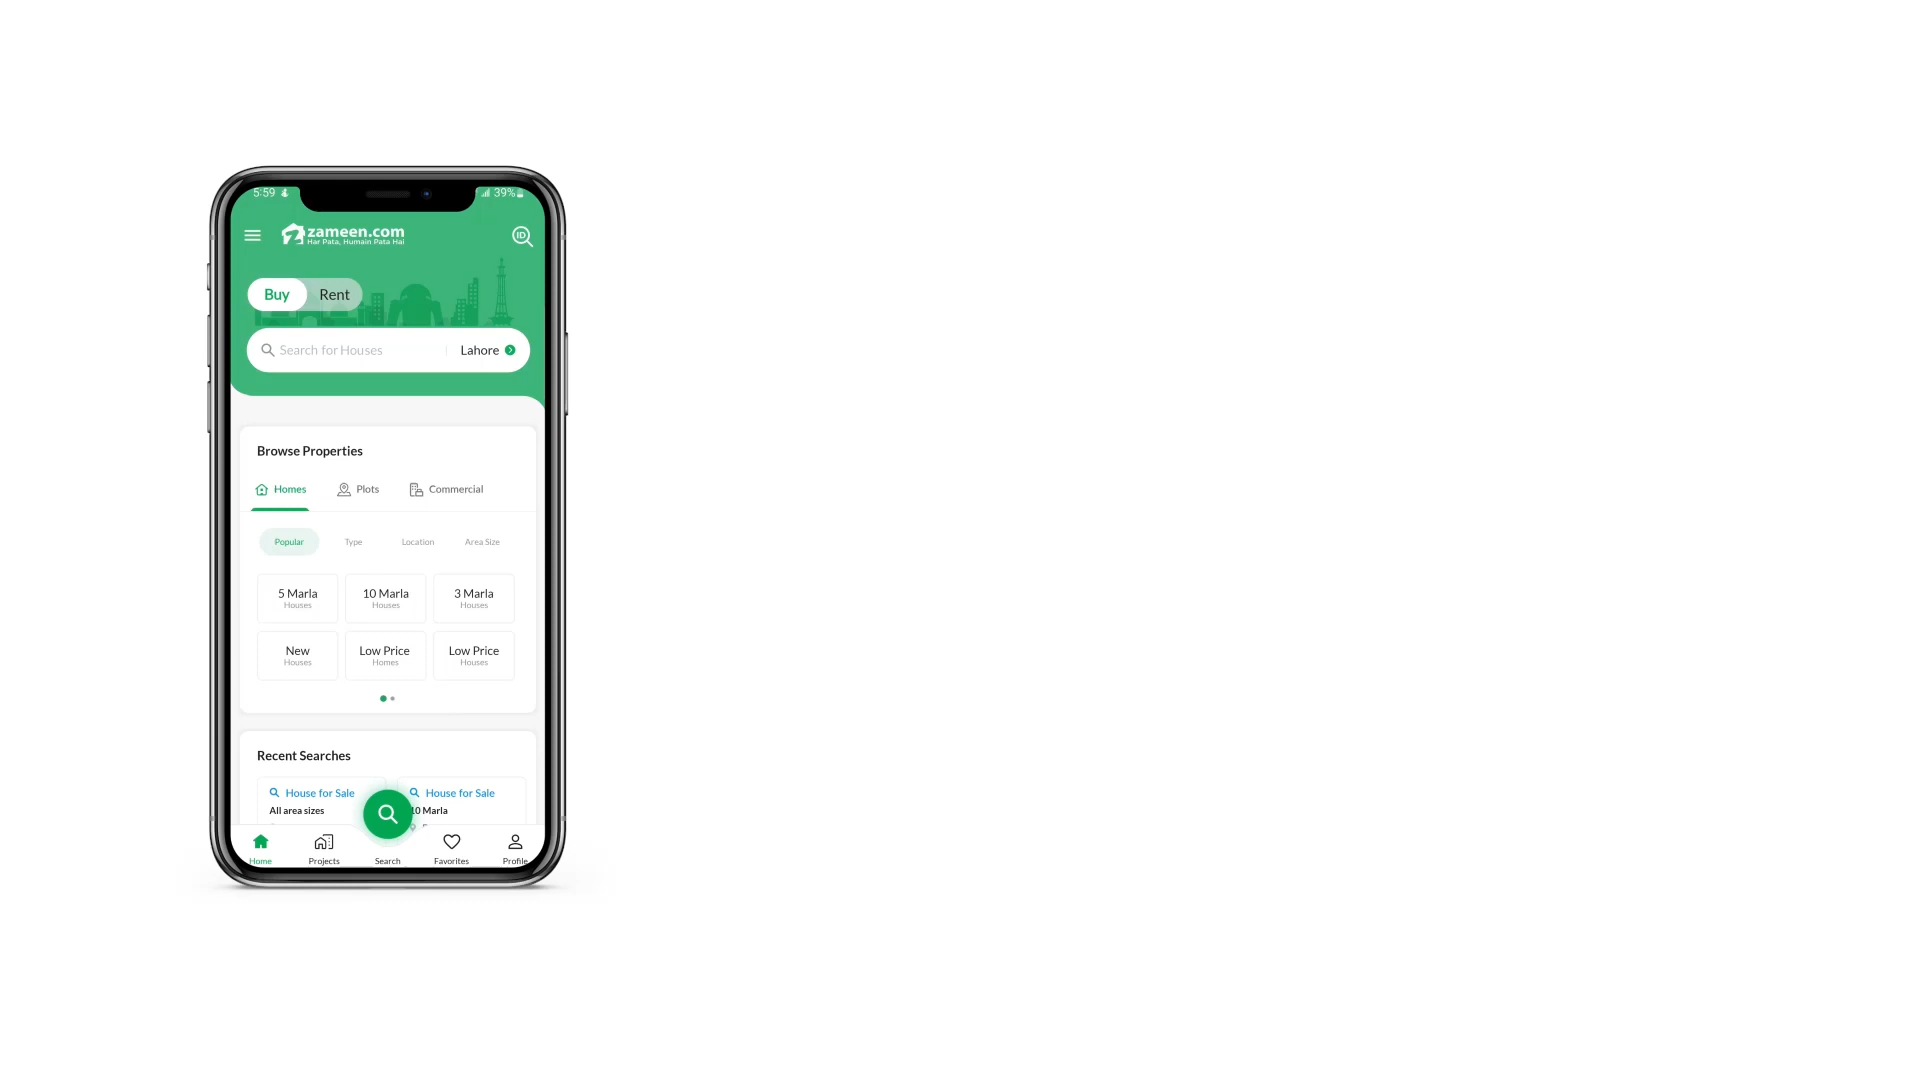 5:59
39%
zameen.com
Har Pata, Humain Pata Hai
ID
Buy Rent
Search for Houses Lahore
Browse Properties
Homes Plots Commercial
Popular Type Location Area Size
5 Marla 10 Marla 3 Marla
Houses Houses Houses
New Low Price Low Price
Houses Homes Houses
Recent Searches
House for Sale House for Sale
All area sizes 10 Marla
Home Projects Search Favorites Profile